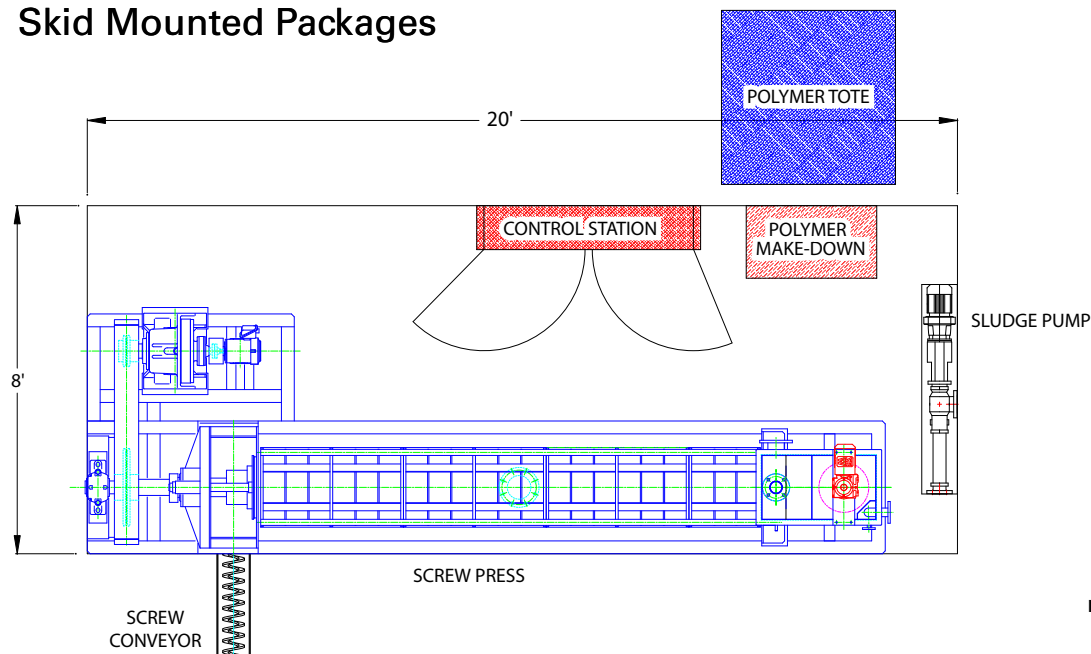 Skid Mounted Packages
POLYMER TOTE
20'
CONTROL STATION
POLYMER
MAKE-DOWN
SLUDGE PUMP
8'
SCREW PRESS
SCREW
CONVEYOR